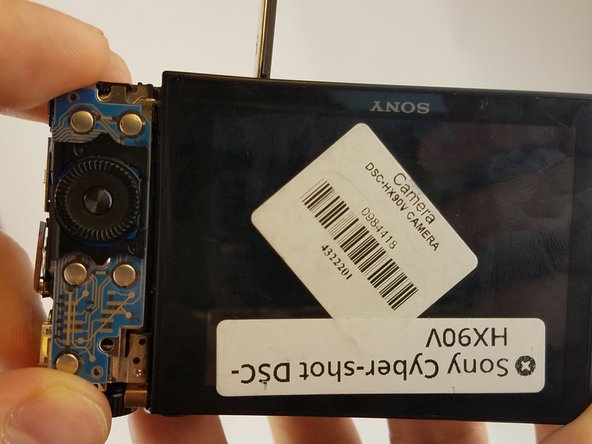 SONY
Camera
DSC-HX90V CAMERA
0984418
4322201
Sony Cyber-shot DSC-
HX90V